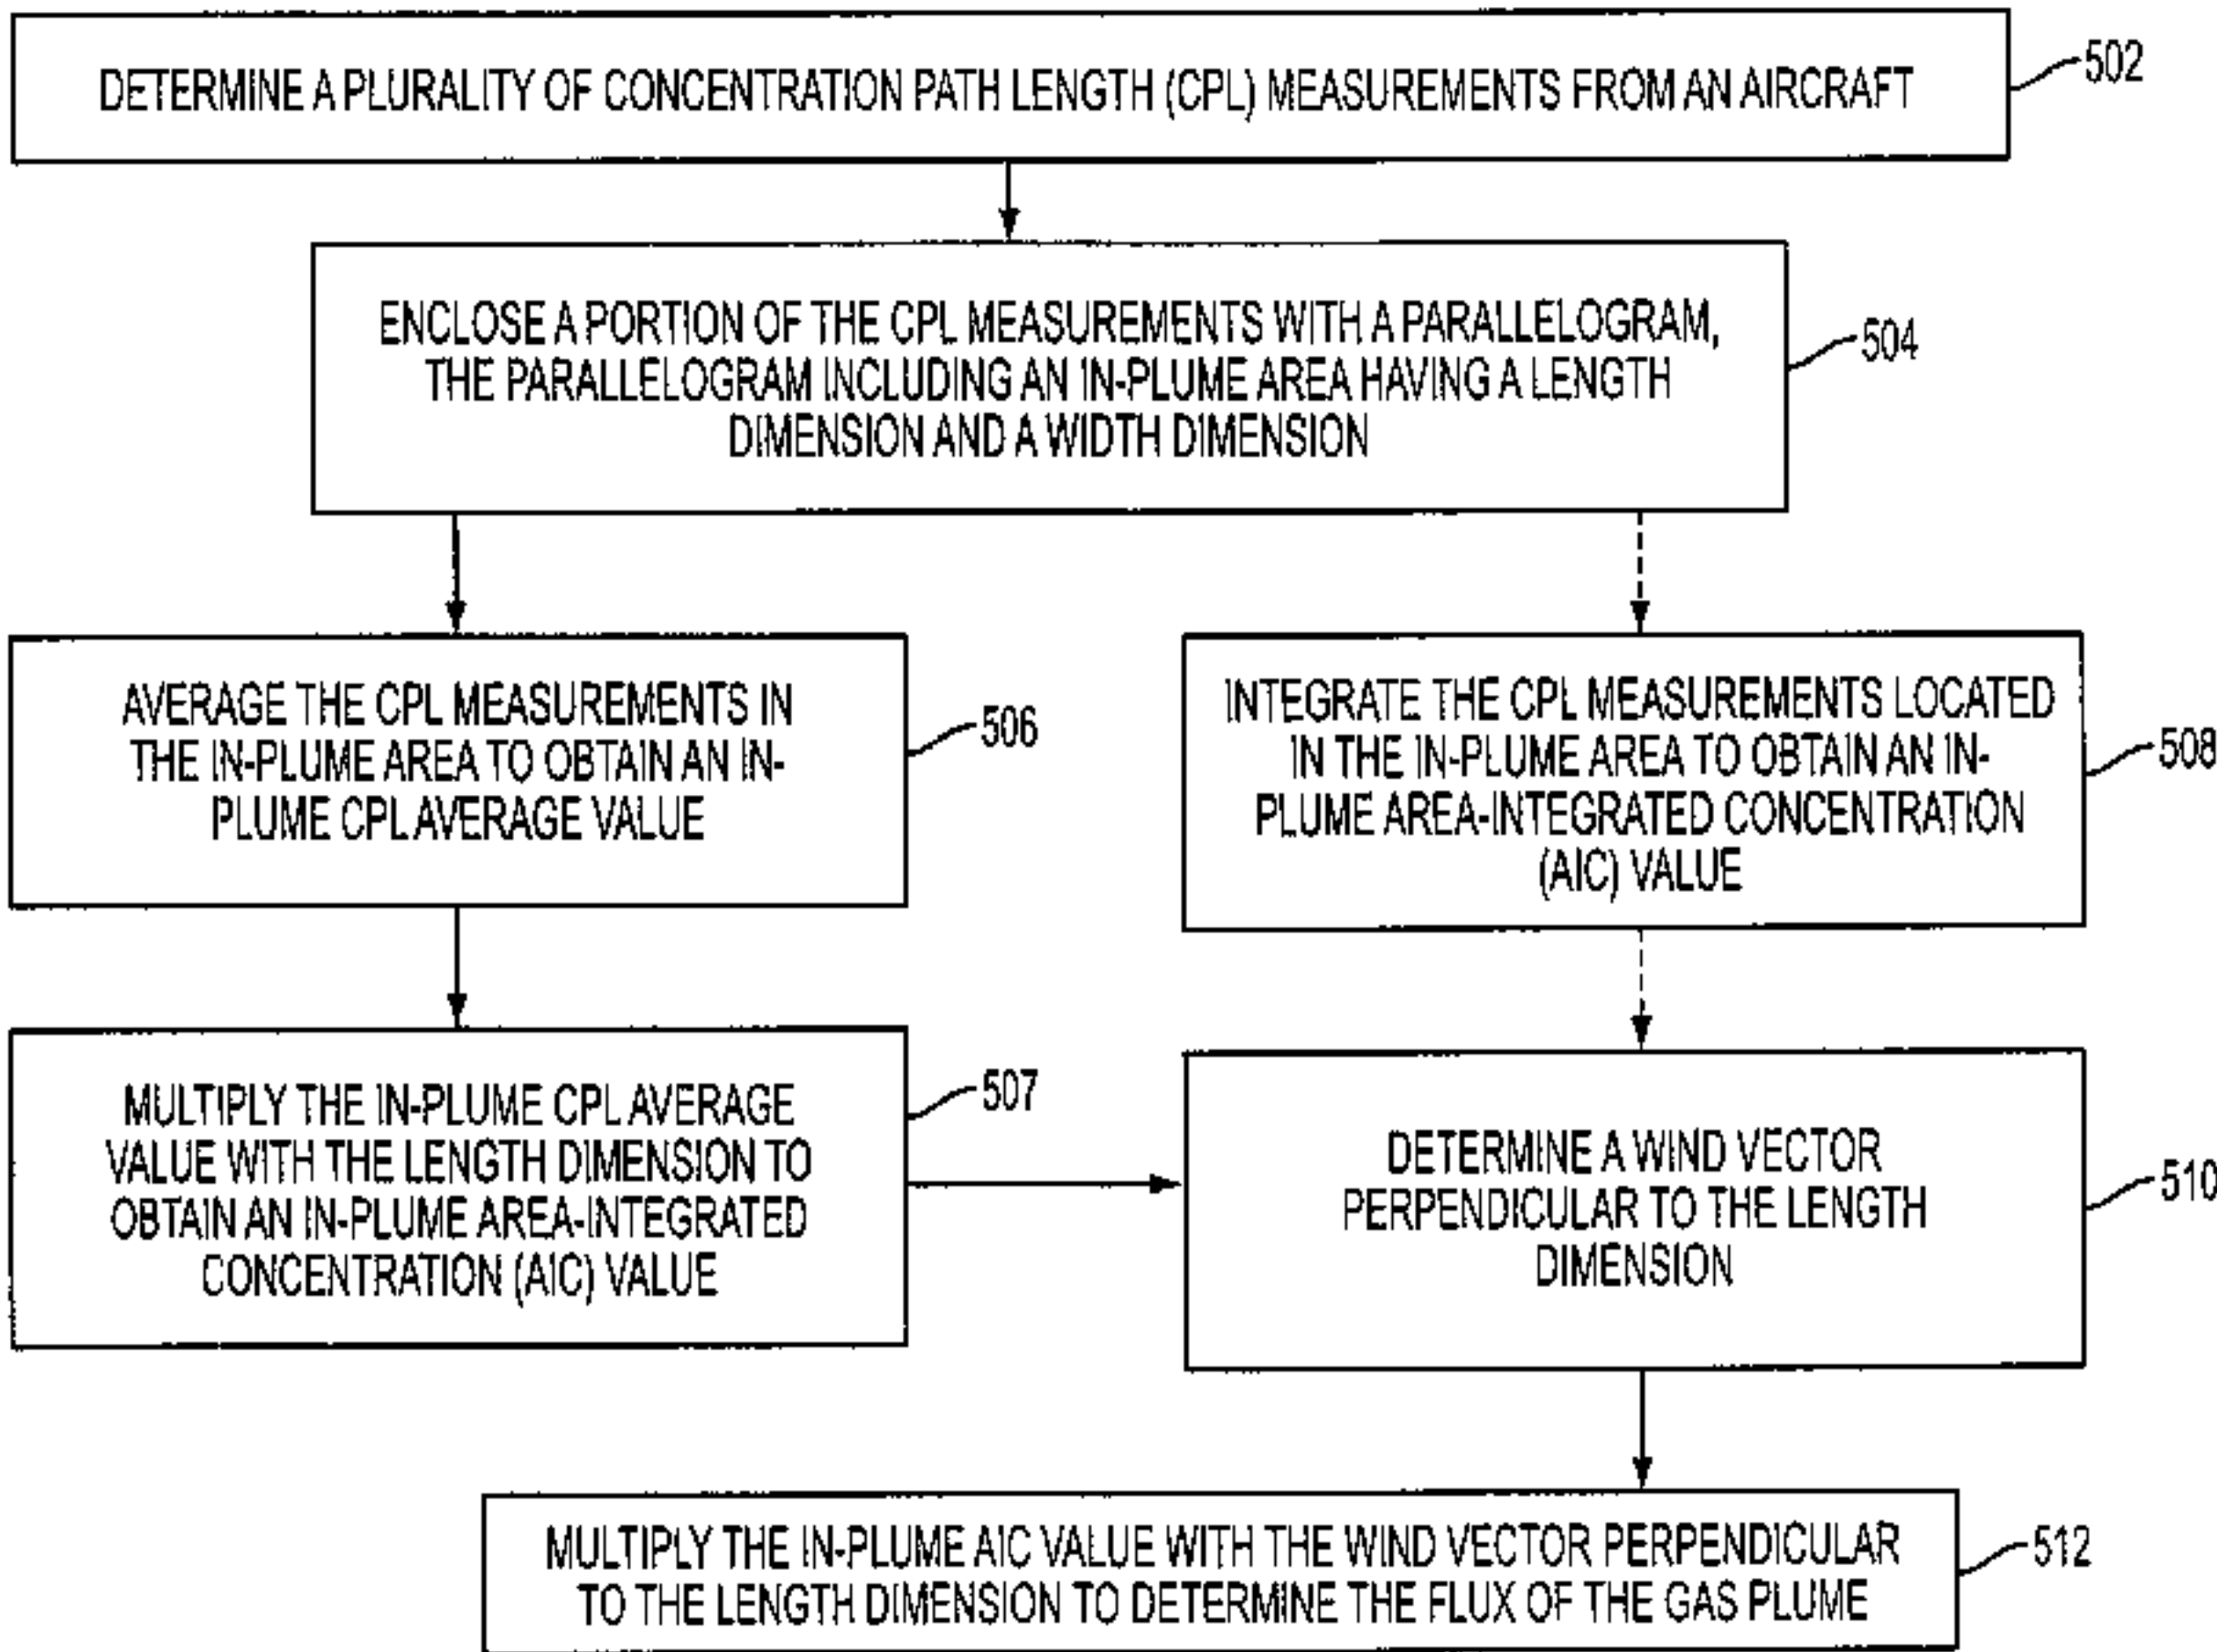 DETERMINE A PLURALITY OF CONCENTRATION PATH LENGTH (CPL) MEASUREMENTS FROM AN AIRCRAFT
502
ENCLOSE A PORTION OF THE CPL MEASUREMENTS WITH A PARALLELOGRAM,
THE PARALLELOGRAM INCLUDING AN IN-PLUME AREA HAVING A LENGTH
DIMENSION AND A WIDTH DIMENSION
504
AVERAGE THE CPL MEASUREMENTS IN
THE IN-PLUME AREA TO OBTAIN AN IN-
PLUME CPL AVERAGE VALUE
506
INTEGRATE THE CPL MEASUREMENTS LOCATED
IN THE IN-PLUME AREA TO OBTAIN AN IN-
PLUME AREA-INTEGRATED CONCENTRATION
(AIC) VALUE
508
MULTIPLY THE IN-PLUME CPL AVERAGE
VALUE WITH THE LENGTH DIMENSION TO
OBTAIN AN IN-PLUME AREA-INTEGRATED
CONCENTRATION (AIC) VALUE
507
DETERMINE A WIND VECTOR
PERPENDICULAR TO THE LENGTH
DIMENSION
510
MULTIPLY THE IN-PLUME AIC VALUE WITH THE WIND VECTOR PERPENDICULAR
TO THE LENGTH DIMENSION TO DETERMINE THE FLUX OF THE GAS PLUME
512